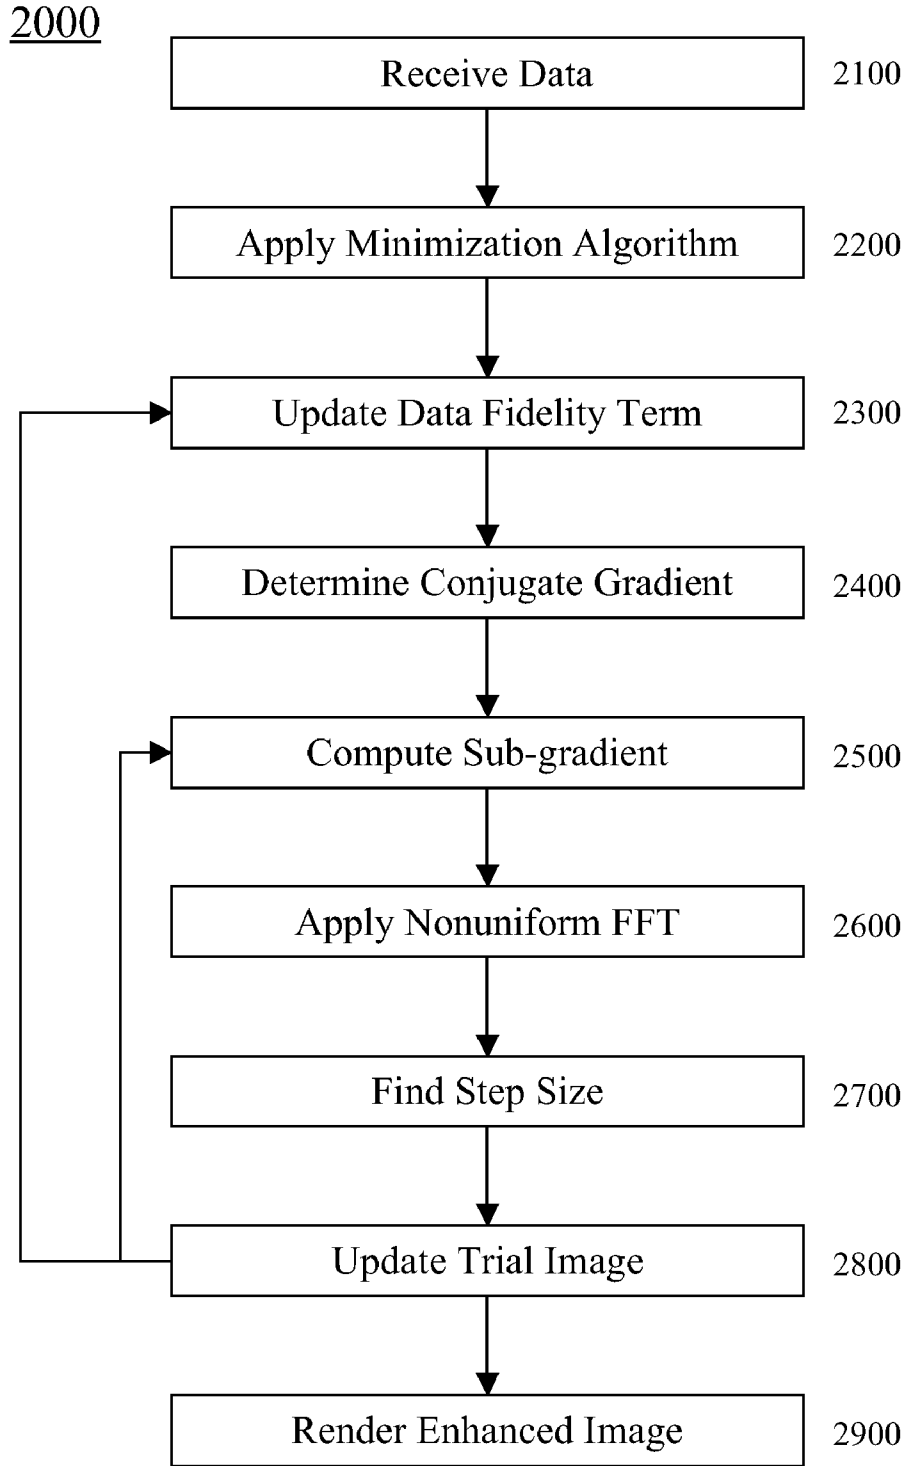 2000
Receive Data 2100
Apply Minimization Algorithm 2200
Update Data Fidelity Term 2300
Determine Conjugate Gradient 2400
Compute Sub-gradient 2500
Apply Nonuniform FFT 2600
Find Step Size 2700
Update Trial Image 2800
Render Enhanced Image 2900